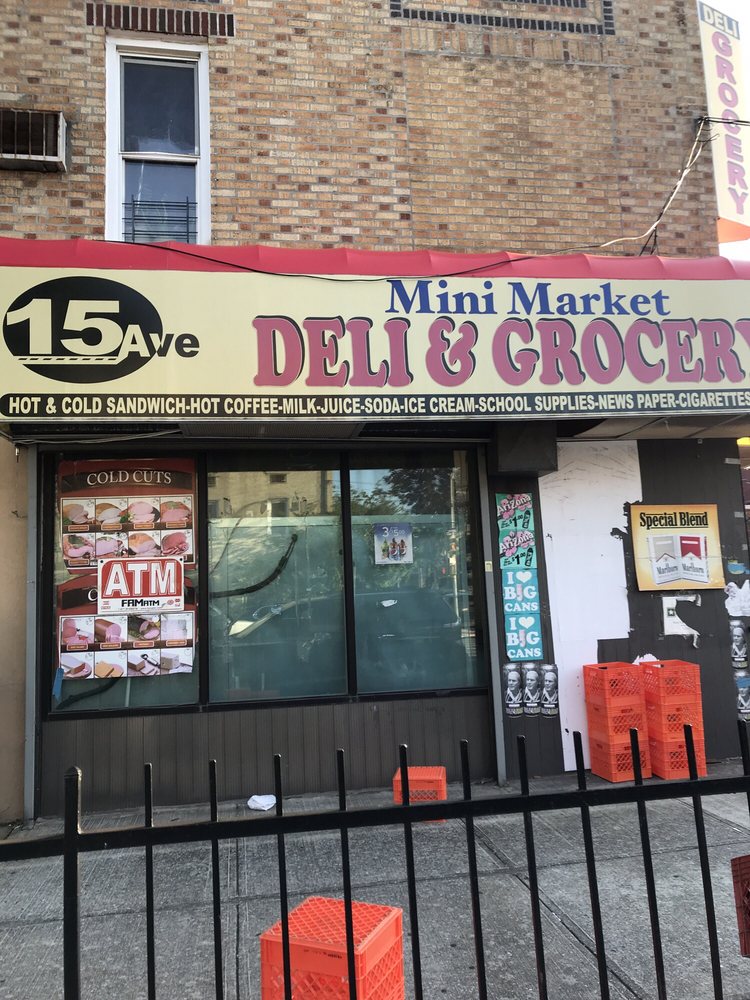 DELI
GROCERY
15 Ave
Mini Market
DELI & GROCERY
HOT & COLD SANDWICH-HOT COFFEE-MILK-JUICE-SODA-ICE CREAM-SCHOOL SUPPLIES-NEWS PAPER-CIGARETTES
COLD CUTS
ATM
FAMATM
AriZona
AriZona
I ♥
BIG
CANS
I ♥
BIG
CANS
Special Blend
Marlboro
Marlboro